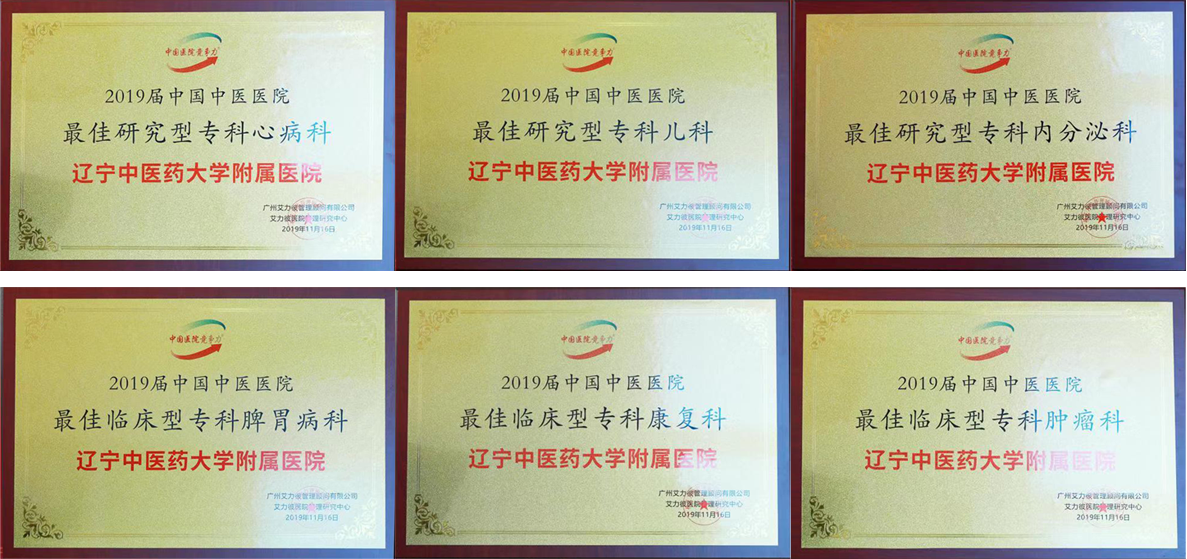 中国医院竞争力
2019届中国中医医院
最佳研究型专科心病科
辽宁中医药大学附属医院
广州艾力彼管理顾问有限公司
艾力彼医院管理研究中心
2019年11月16日
中国医院竞争力
2019届中国中医医院
最佳研究型专科儿科
辽宁中医药大学附属医院
广州艾力彼管理顾问有限公司
艾力彼医院管理研究中心
2019年11月16日
中国医院竞争力
2019届中国中医医院
最佳研究型专科内分泌科
辽宁中医药大学附属医院
广州艾力彼管理顾问有限公司
艾力彼医院管理研究中心
2019年11月16日
中国医院竞争力
2019届中国中医医院
最佳临床型专科脾胃病科
辽宁中医药大学附属医院
广州艾力彼管理顾问有限公司
艾力彼医院管理研究中心
2019年11月16日
中国医院竞争力
2019届中国中医医院
最佳临床型专科康复科
辽宁中医药大学附属医院
广州艾力彼管理顾问有限公司
艾力彼医院管理研究中心
2019年11月16日
中国医院竞争力
2019届中国中医医院
最佳临床型专科肿瘤科
辽宁中医药大学附属医院
广州艾力彼管理顾问有限公司
艾力彼医院管理研究中心
2019年11月16日